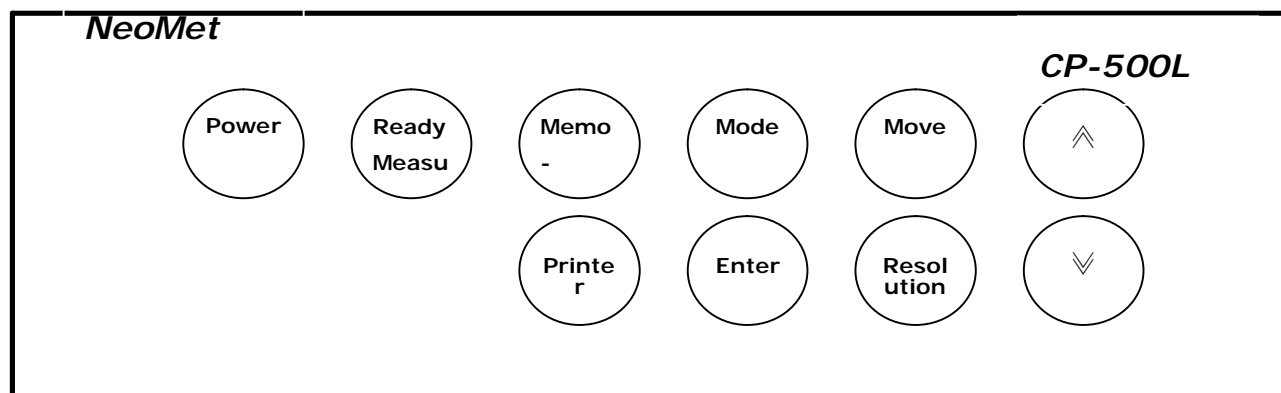 NeoMet
CP-500L
Power
Ready
Measu
Memo
-
Mode
Move
Printe
r
Enter
Resol
ution